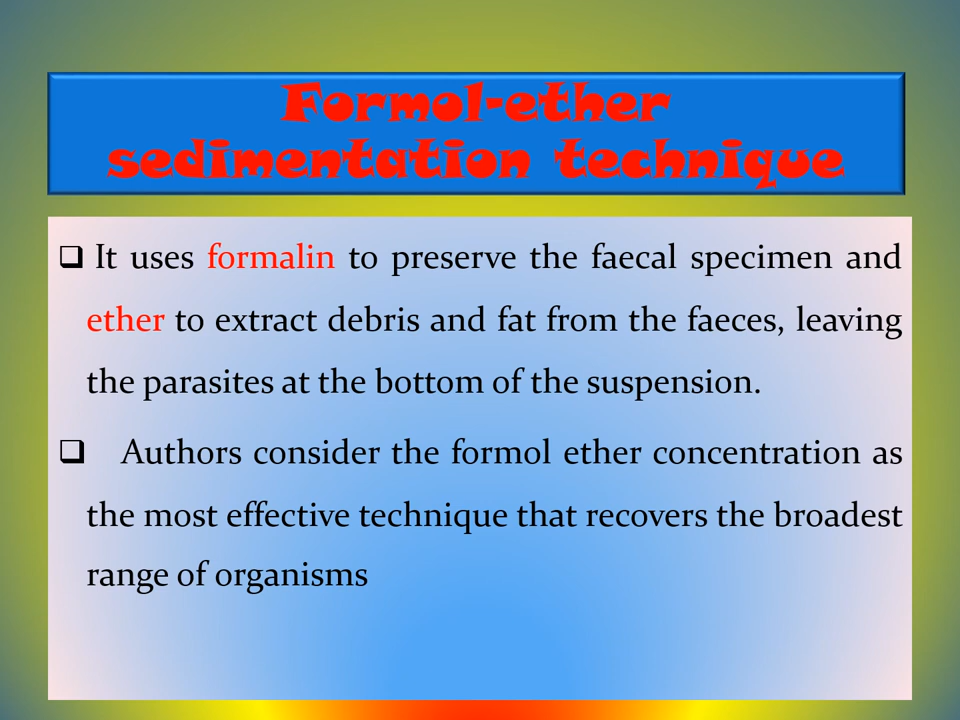 Formol-ether
sedimentation technique
❑ It uses formalin to preserve the faecal specimen and
ether to extract debris and fat from the faeces, leaving
the parasites at the bottom of the suspension.
❑ Authors consider the formol ether concentration as
the most effective technique that recovers the broadest
range of organisms